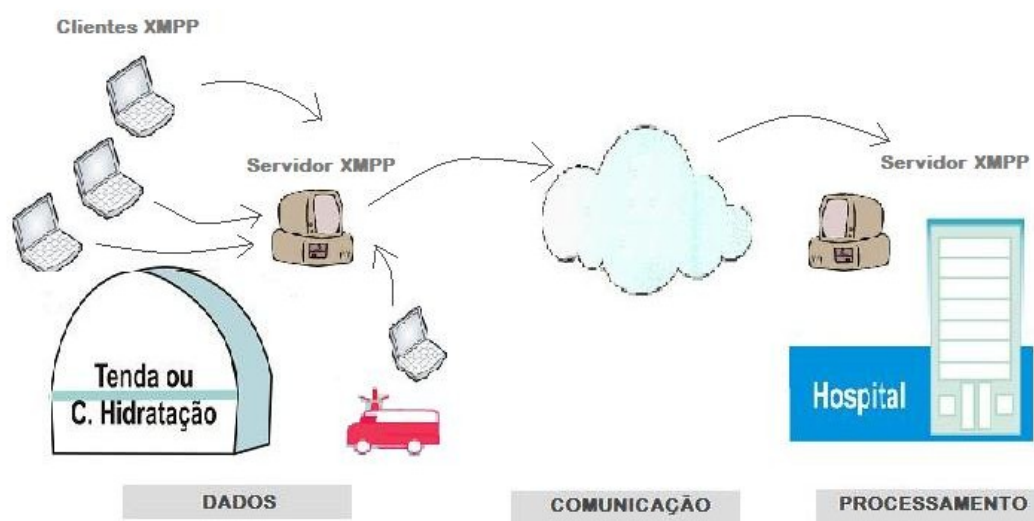 Clientes XMPP
Servidor XMPP
Servidor XMPP
Tenda ou
C. Hidratação
Hospital
DADOS
COMUNICAÇÃO
PROCESSAMENTO